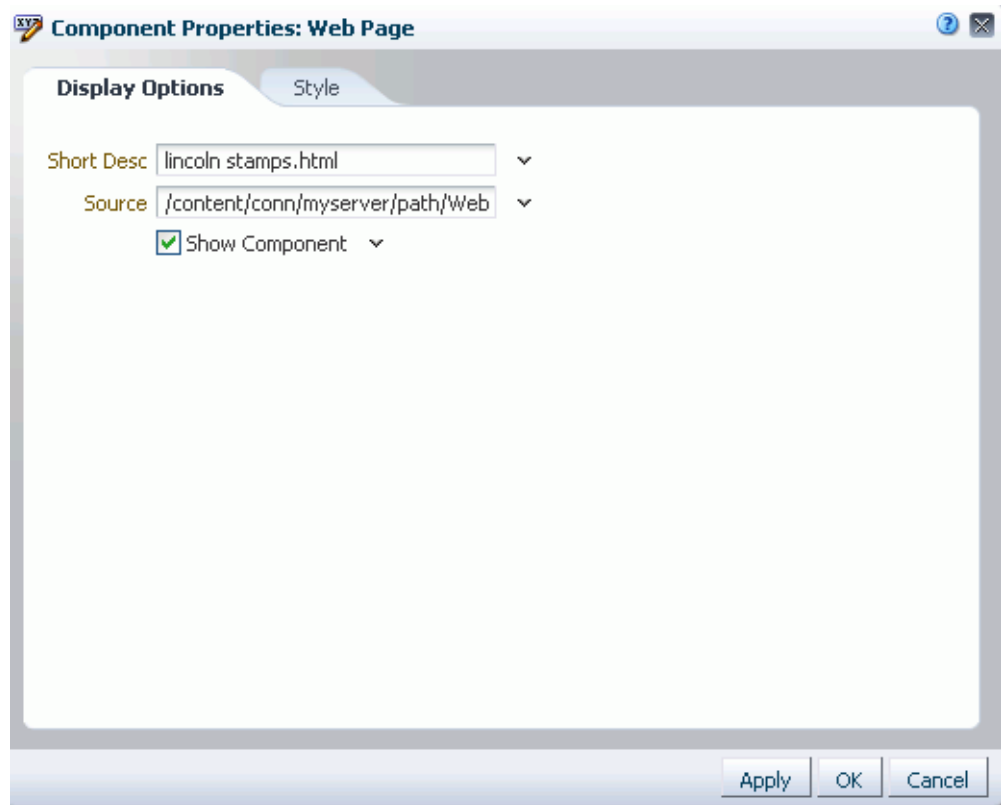 Component Properties: Web Page
Display Options Style
Short Desc lincoln stamps.html
Source /content/conn/myserver/path/Web
Show Component
Apply OK Cancel